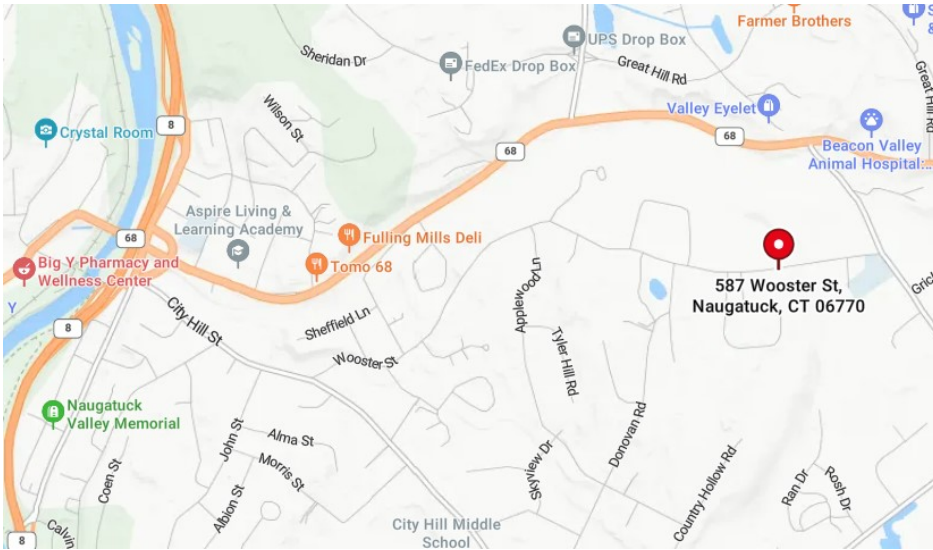 Farmer Brothers
S
&
UPS Drop Box
Sheridan Dr
FedEx Drop Box
Great Hill Rd
Great Hill Rd
Wilson St
Valley Eyelet
8
Crystal Room
68
68
Beacon Valley
Animal Hospital:...
Aspire Living &
Learning Academy
68
Fulling Mills Deli
Tomo 68
Big Y Pharmacy and
Wellness Center
Y
8
City Hill St
Sheffield Ln
Wooster St
Applewood Ln
Tyler Hill Rd
587 Wooster St,
Naugatuck, CT 06770
Naugatuck
Valley Memorial
John St
Alma St
Morris St
Coen St
Albion St
Skyview Dr
Donovan Rd
Country Hollow Rd
Ran Dr
Rosh Dr
City Hill Middle
School
Calvin
8